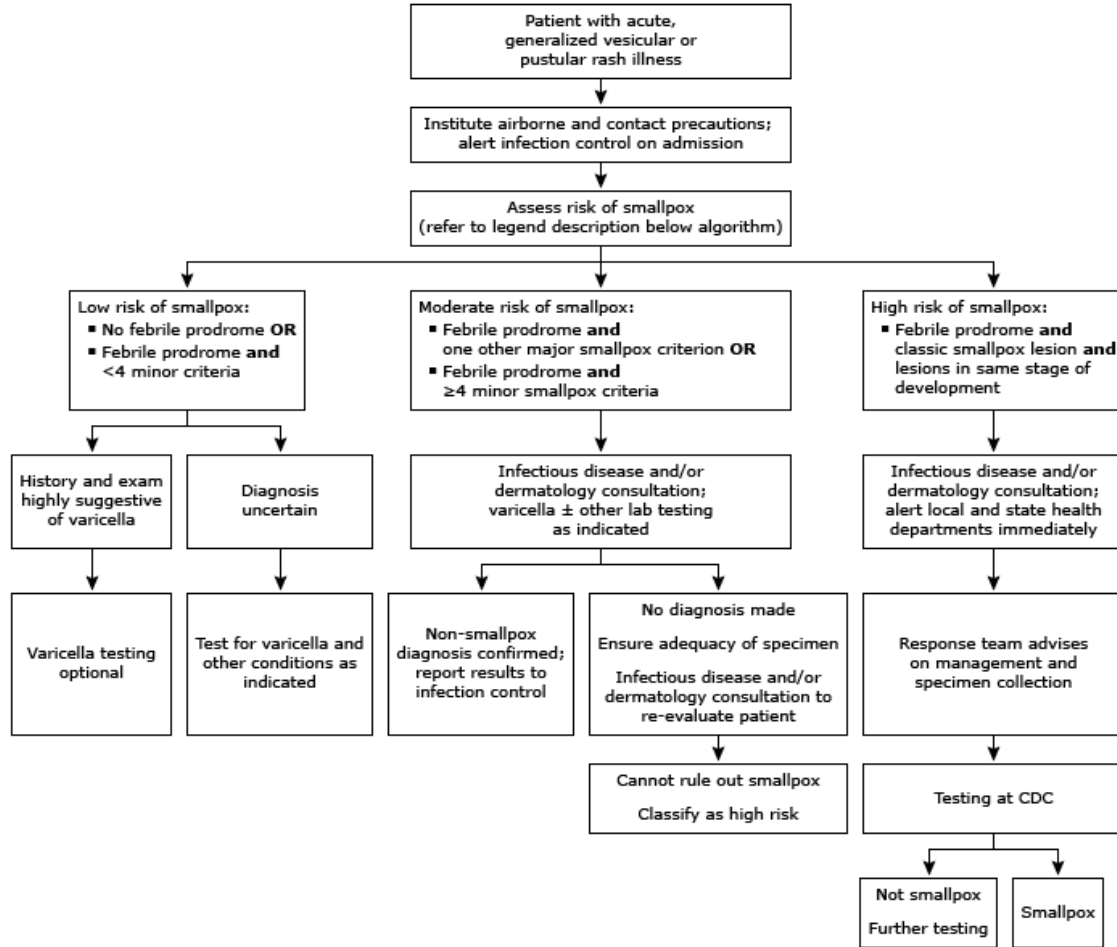 Patient with acute,
generalized vesicular or
pustular rash illness
Institute airborne and contact precautions;
alert infection control on admission
Assess risk of smallpox
(refer to legend description below algorithm)
Low risk of smallpox:
▪ No febrile prodrome OR
▪ Febrile prodrome and
<4 minor criteria
Moderate risk of smallpox:
▪ Febrile prodrome and
one other major smallpox criterion OR
▪ Febrile prodrome and
≥4 minor smallpox criteria
High risk of smallpox:
▪ Febrile prodrome and
classic smallpox lesion and
lesions in same stage of
development
History and exam
highly suggestive
of varicella
Diagnosis
uncertain
Infectious disease and/or
dermatology consultation;
varicella ± other lab testing
as indicated
Infectious disease and/or
dermatology consultation;
alert local and state health
departments immediately
Varicella testing
optional
Test for varicella and
other conditions as
indicated
Non-smallpox
diagnosis confirmed;
report results to
infection control
No diagnosis made
Ensure adequacy of specimen
Infectious disease and/or
dermatology consultation to
re-evaluate patient
Response team advises
on management and
specimen collection
Cannot rule out smallpox
Classify as high risk
Testing at CDC
Not smallpox
Further testing
Smallpox